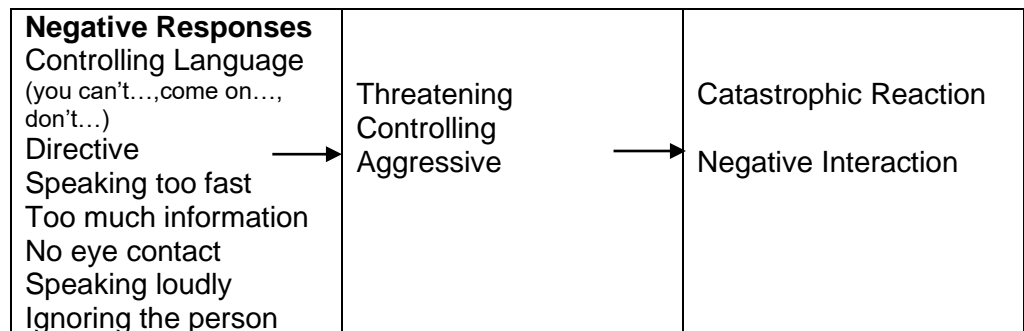 Negative Responses
Controlling Language
(you can't…,come on…,
don't…)
Directive
Speaking too fast
Too much information
No eye contact
Speaking loudly
Ignoring the person
Threatening
Controlling
Aggressive
Catastrophic Reaction
Negative Interaction